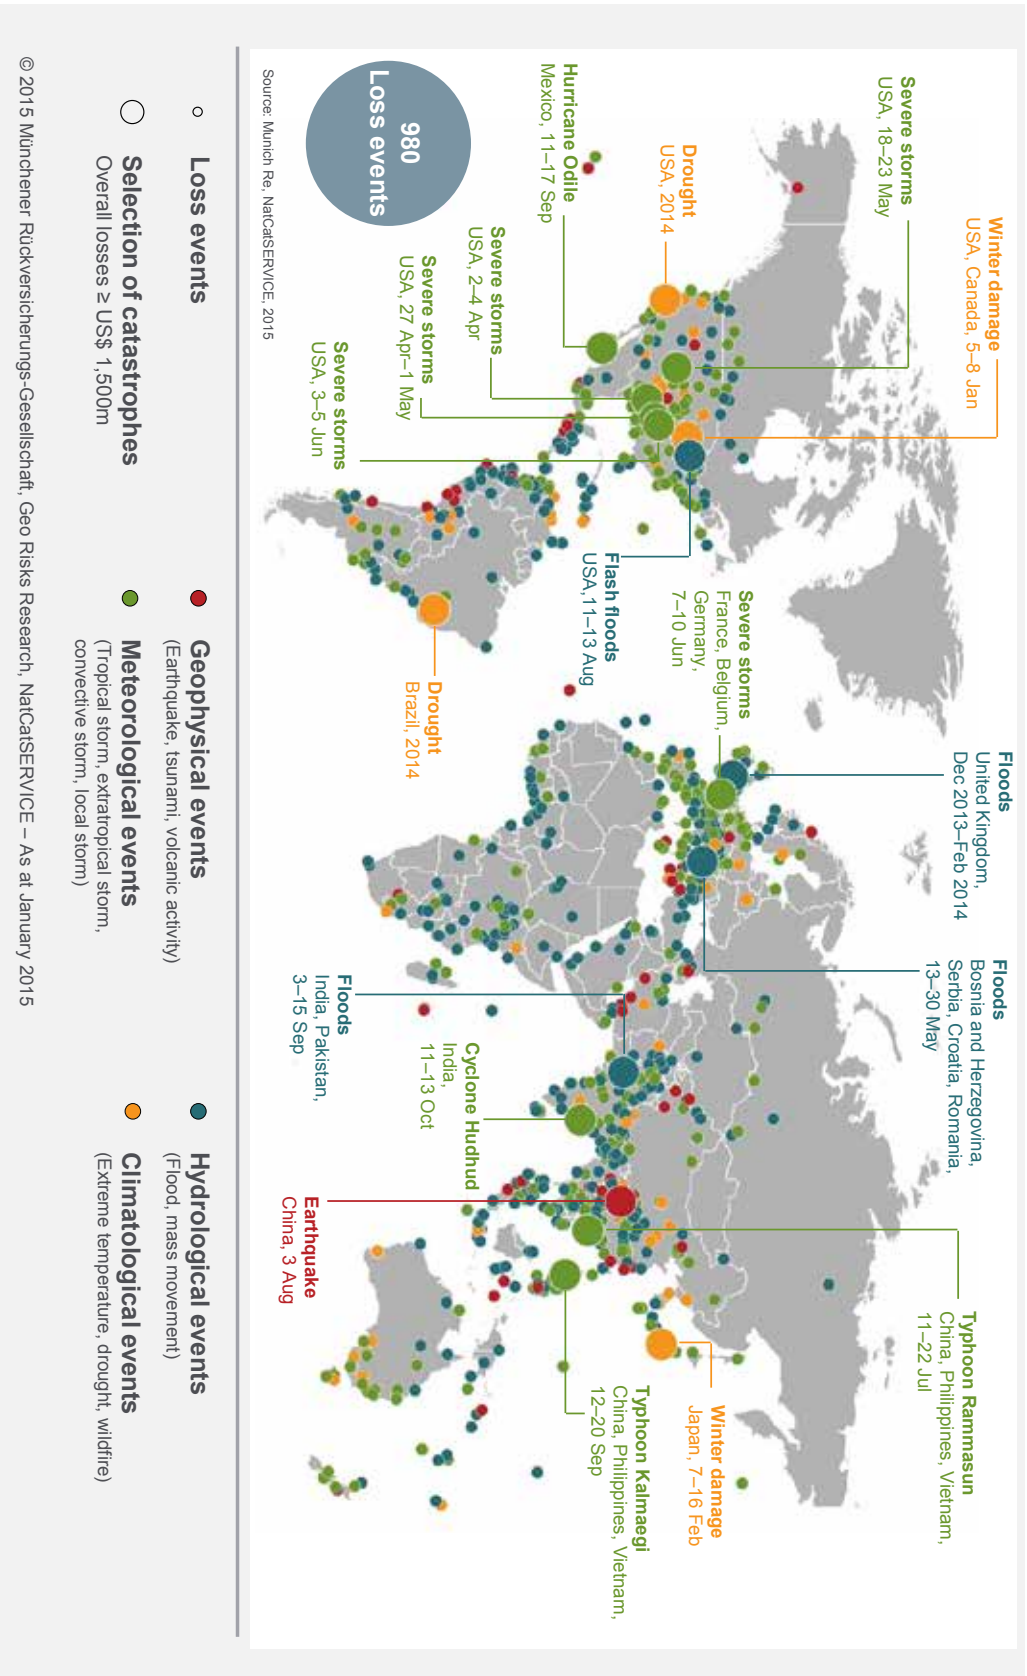 Winter damage
USA, Canada, 5–8 Jan
Severe storms
USA, 18–23 May
Drought
USA, 2014
Hurricane Odile
Mexico, 11–17 Sep
Severe storms
USA, 2–4 Apr
Severe storms
USA, 27 Apr–1 May
Severe storms
USA, 3–5 Jun
980
Loss events
Source: Munich Re, NatCatSERVICE, 2015
Flash floods
USA,11–13 Aug
Drought
Brazil, 2014
Floods
United Kingdom,
Dec 2013–Feb 2014
Severe storms
France, Belgium,
Germany,
7–10 Jun
Floods
Bosnia and Herzegovina,
Serbia, Croatia, Romania,
13–30 May
Floods
India, Pakistan,
3–15 Sep
Cyclone Hudhud
India,
11–13 Oct
Earthquake
China, 3 Aug
Typhoon Rammasun
China, Philippines, Vietnam,
11–22 Jul
Winter damage
Japan, 7–16 Feb
Typhoon Kalmaegi
China, Philippines, Vietnam,
12–20 Sep
Loss events
Selection of catastrophes
Overall losses ≥ US$ 1,500m
Geophysical events
(Earthquake, tsunami, volcanic activity)
Meteorological events
(Tropical storm, extratropical storm,
convective storm, local storm)
Hydrological events
(Flood, mass movement)
Climatological events
(Extreme temperature, drought, wildfire)
© 2015 Münchener Rückversicherungs-Gesellschaft, Geo Risks Research, NatCatSERVICE – As at January 2015